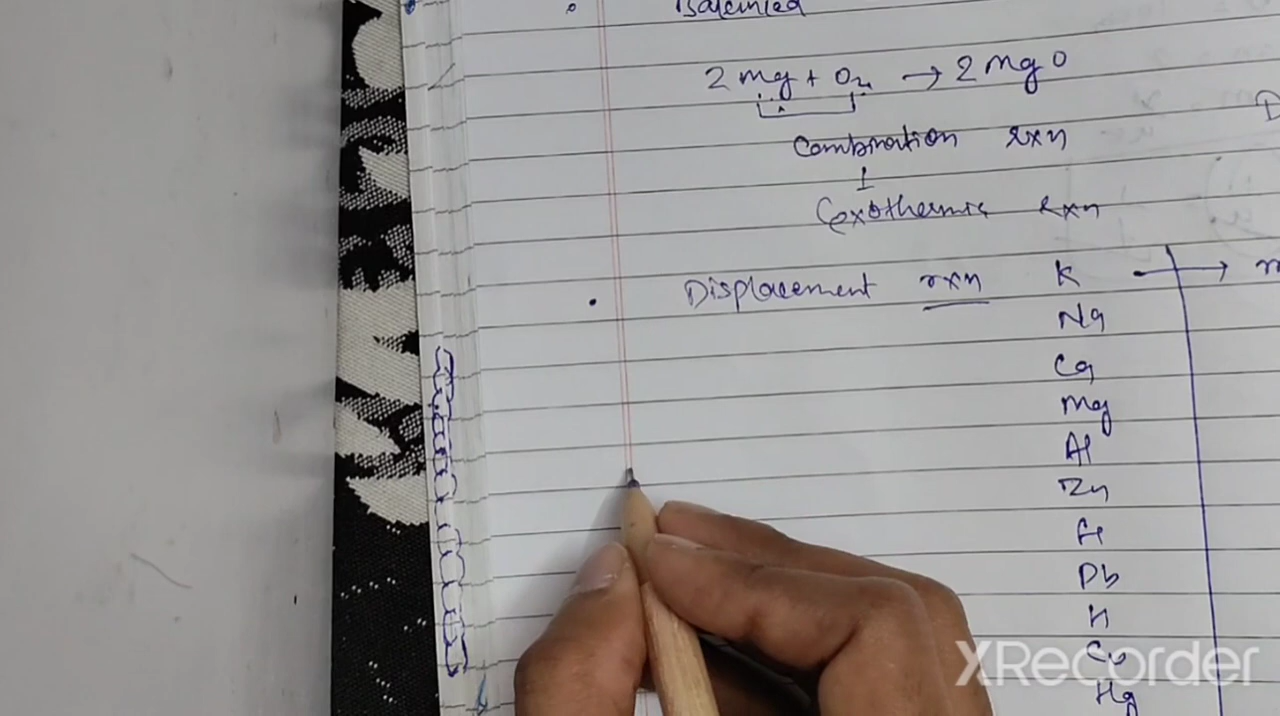 Balanced
2 Mg + O2 → 2 MgO
Combination rxn
Exothermic rxn
Displacement rxn K →
Na
Ca
Mg
Al
Zn
Fe
Pb
H
Cu
Hg
XRecorder